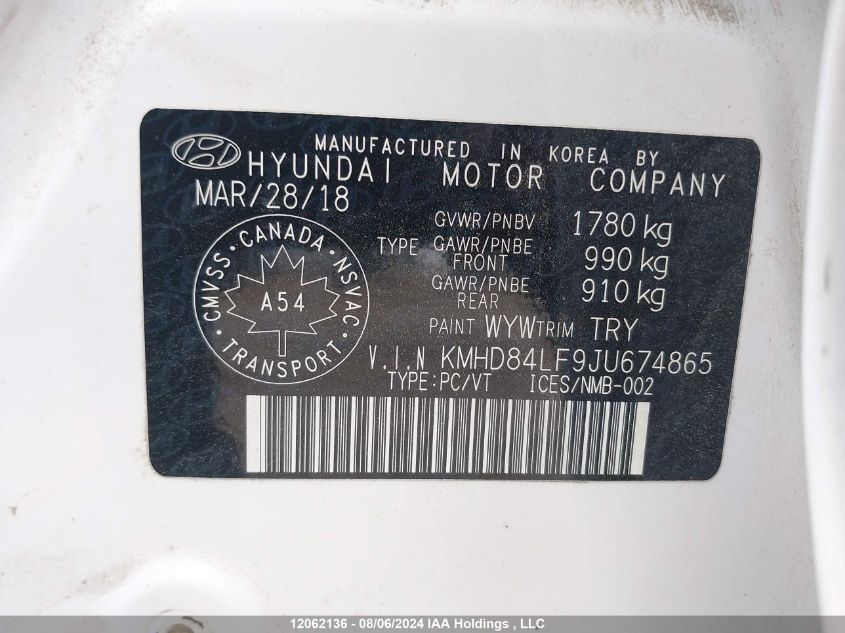 MANUFACTURED IN KOREA BY
HYUNDAI MOTOR COMPANY
MAR/28/18
GVWR/PNBV 1780 kg
TYPE GAWR/PNBE FRONT 990 kg
GAWR/PNBE REAR 910 kg
PAINT WYW TRIM TRY
V.I.N KMHD84LF9JU674865
TYPE:PC/VT ICES/NMB-002
CMVSS · CANADA · NSVAC · TRANSPORT ·
A54
12062136 - 08/06/2024 IAA Holdings , LLC